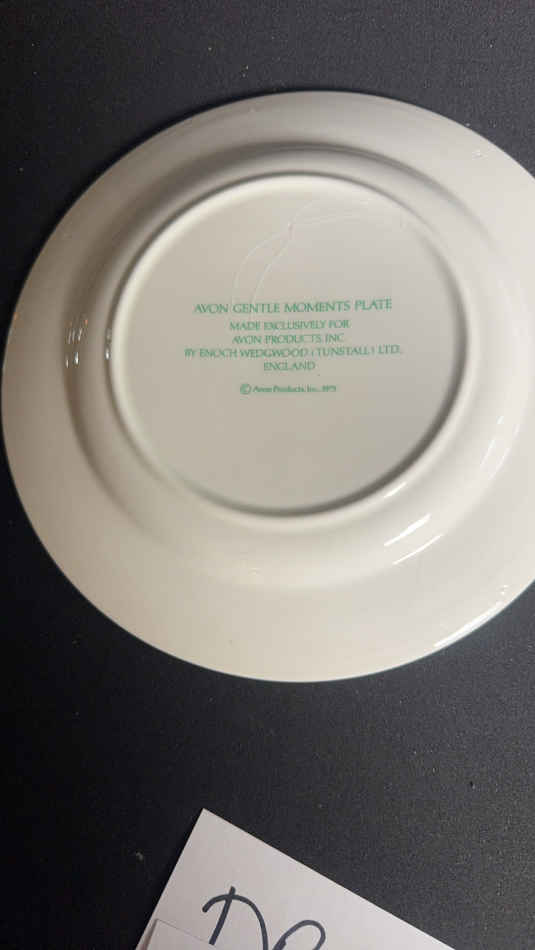 AVON GENTLE MOMENTS PLATE
MADE EXCLUSIVELY FOR
AVON PRODUCTS, INC.
BY ENOCH WEDGWOOD (TUNSTALL) LTD.,
ENGLAND
© Avon Products, Inc., 1975